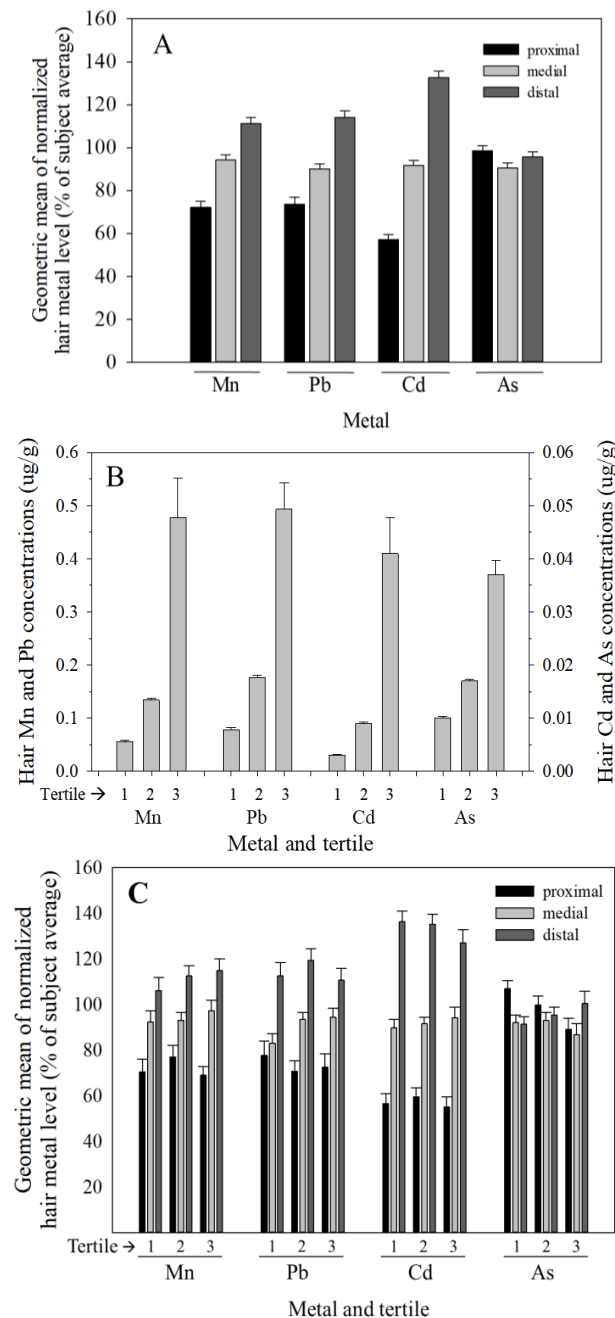 A
160
140
120
100
80
60
40
20
0
Geometric mean of normalized
hair metal level (% of subject average)
proximal
medial
distal
Mn Pb Cd As
Metal
B
0.6
0.5
0.4
0.3
0.2
0.1
0.0
Hair Mn and Pb concentrations (ug/g)
0.06
0.05
0.04
0.03
0.02
0.01
0.00
Hair Cd and As concentrations (ug/g)
Tertile → 1 2 3 1 2 3 1 2 3 1 2 3
Mn Pb Cd As
Metal and tertile
C
160
140
120
100
80
60
40
20
Geometric mean of normalized
hair metal level (% of subject average)
proximal
medial
distal
Tertile → 1 2 3 1 2 3 1 2 3 1 2 3
Mn Pb Cd As
Metal and tertile